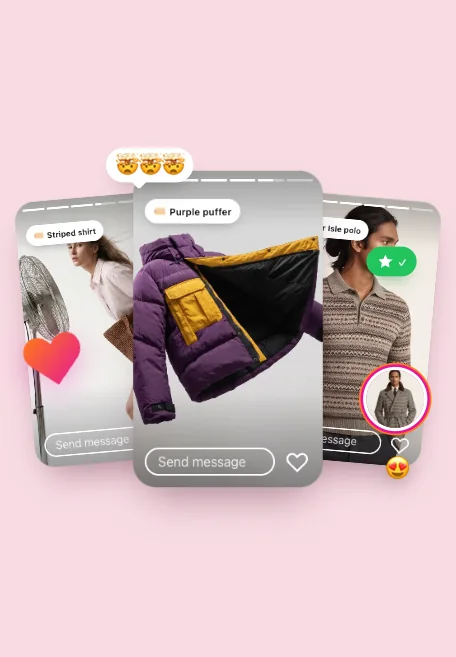 Purple puffer
Striped shirt
r Isle polo
Send message
Send message
essage